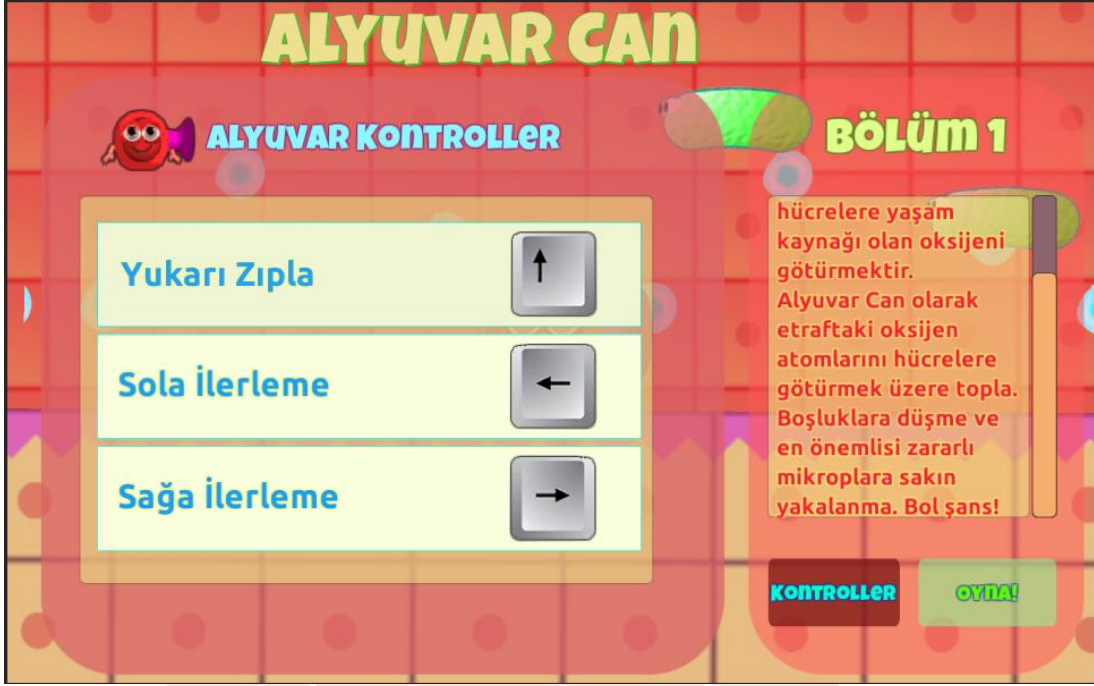 ALYUVAR CAN
ALYUVAR KONTROLLER
Yukarı Zıpla
Sola İlerleme
Sağa İlerleme
BÖLÜM 1
hücrelere yaşam
kaynağı olan oksijeni
götürmektir.
Alyuvar Can olarak
etraftaki oksijen
atomlarını hücrelere
götürmek üzere topla.
Boşluklara düşme ve
en önemlisi zararlı
mikroplara sakın
yakalanma. Bol şans!
KONTROLLER
OYNA!